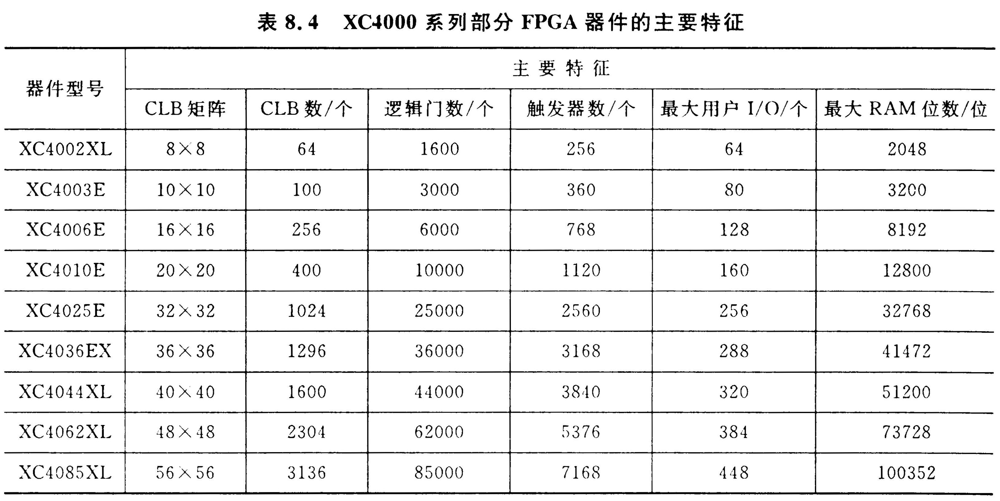 表 8.4 XC4000 系列部分 FPGA 器件的主要特征
器件型号 主要特征
CLB 矩阵 CLB 数/个 逻辑门数/个 触发器数/个 最大用户 I/O/个 最大 RAM 位数/位
XC4002XL 8×8 64 1600 256 64 2048
XC4003E 10×10 100 3000 360 80 3200
XC4006E 16×16 256 6000 768 128 8192
XC4010E 20×20 400 10000 1120 160 12800
XC4025E 32×32 1024 25000 2560 256 32768
XC4036EX 36×36 1296 36000 3168 288 41472
XC4044XL 40×40 1600 44000 3840 320 51200
XC4062XL 48×48 2304 62000 5376 384 73728
XC4085XL 56×56 3136 85000 7168 448 100352